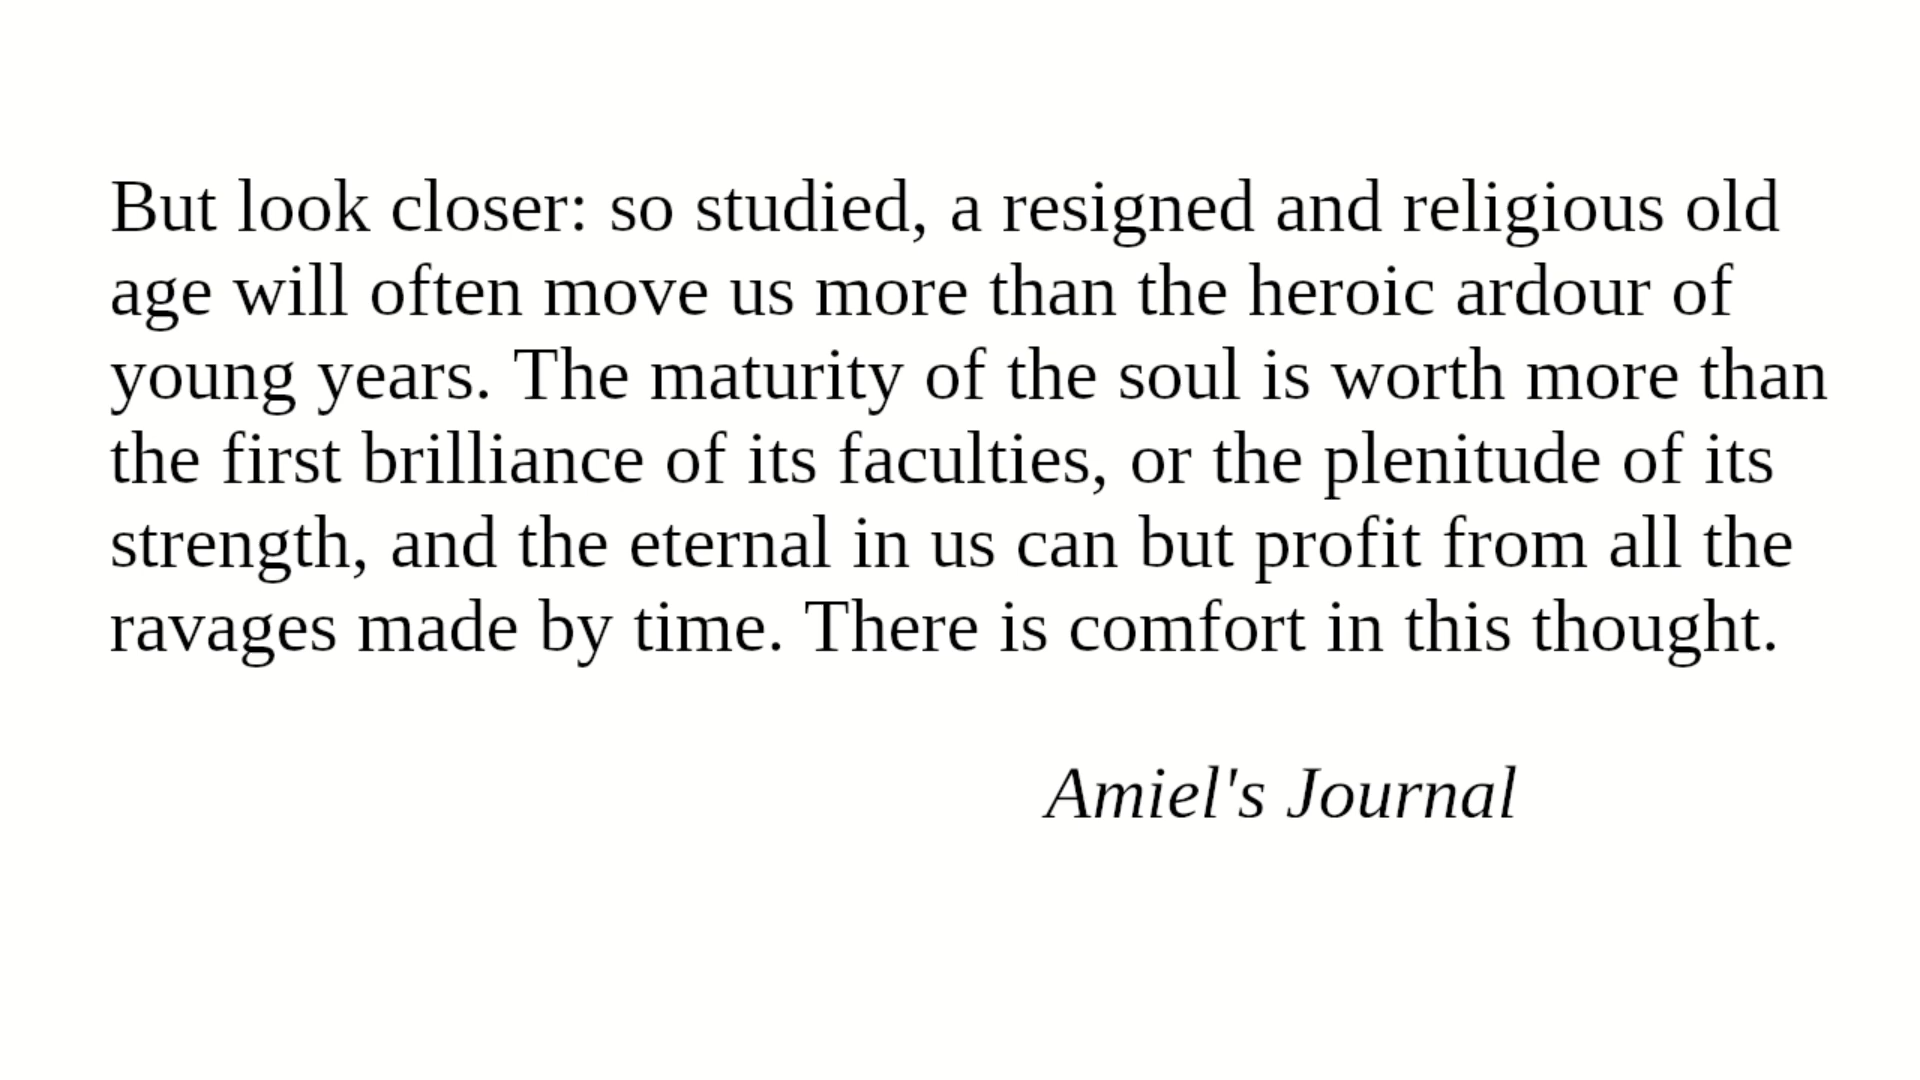 But look closer: so studied, a resigned and religious old
age will often move us more than the heroic ardour of
young years. The maturity of the soul is worth more than
the first brilliance of its faculties, or the plenitude of its
strength, and the eternal in us can but profit from all the
ravages made by time. There is comfort in this thought.
Amiel's Journal